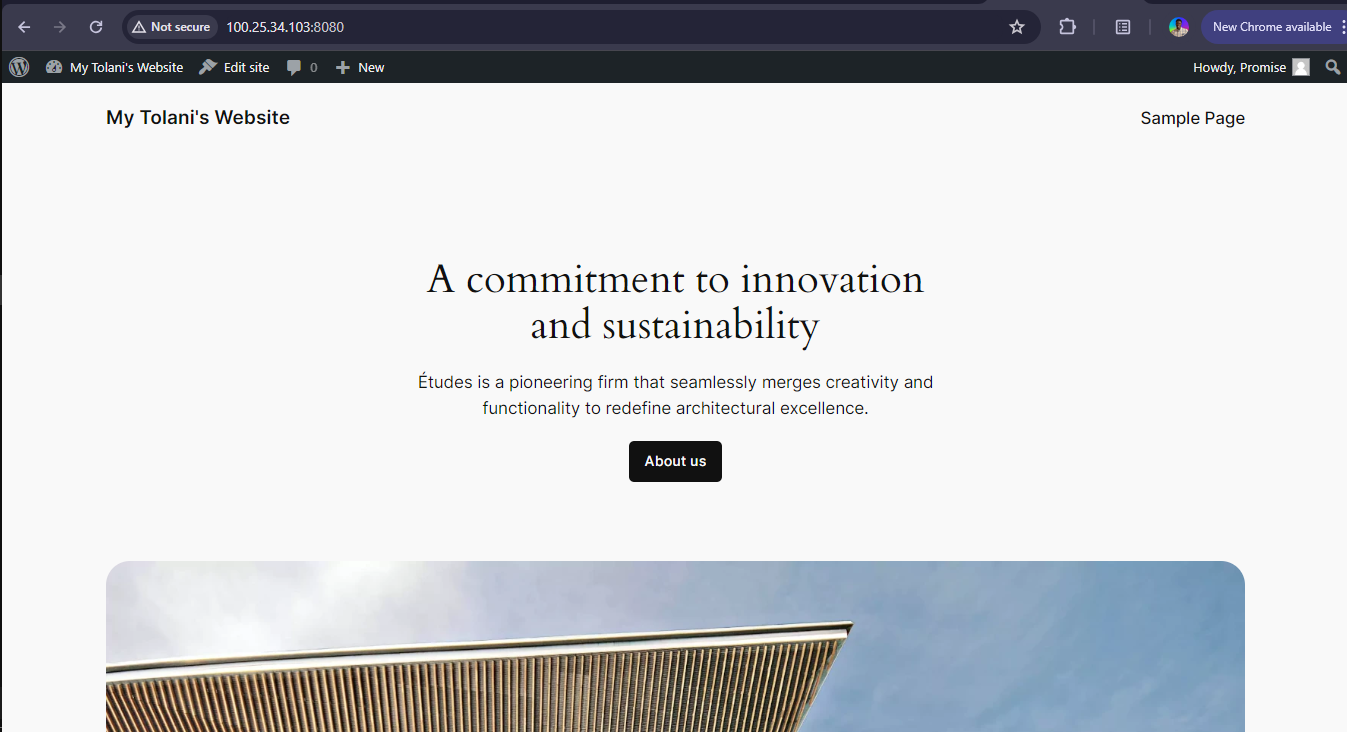 Not secure 100.25.34.103:8080 New Chrome available
My Tolani's Website Edit site 0 New Howdy, Promise
My Tolani's Website Sample Page
A commitment to innovation
and sustainability
Études is a pioneering firm that seamlessly merges creativity and
functionality to redefine architectural excellence.
About us